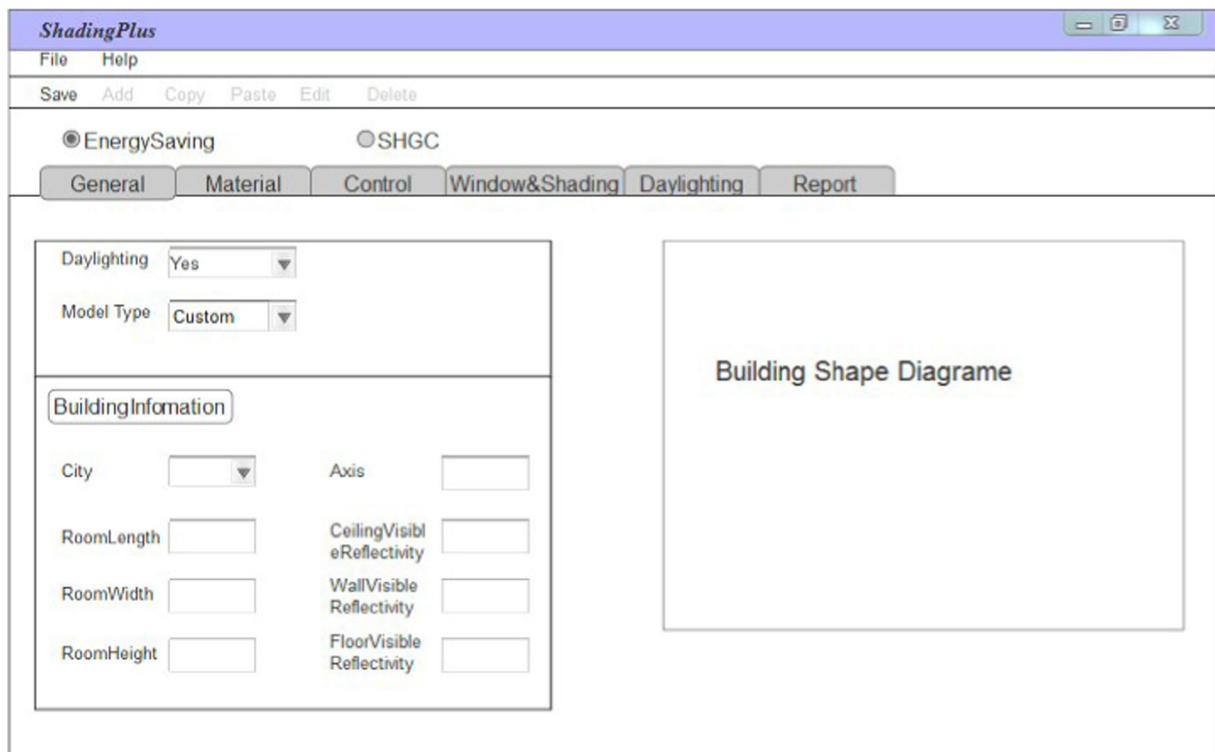 ShadingPlus
File Help
Save Add Copy Paste Edit Delete
EnergySaving SHGC
General Material Control Window&Shading Daylighting Report
Daylighting Yes
Model Type Custom
Building Shape Diagrame
BuildingInfomation
City Axis
RoomLength CeilingVisibl
eReflectivity
RoomWidth WallVisible
Reflectivity
RoomHeight FloorVisible
Reflectivity